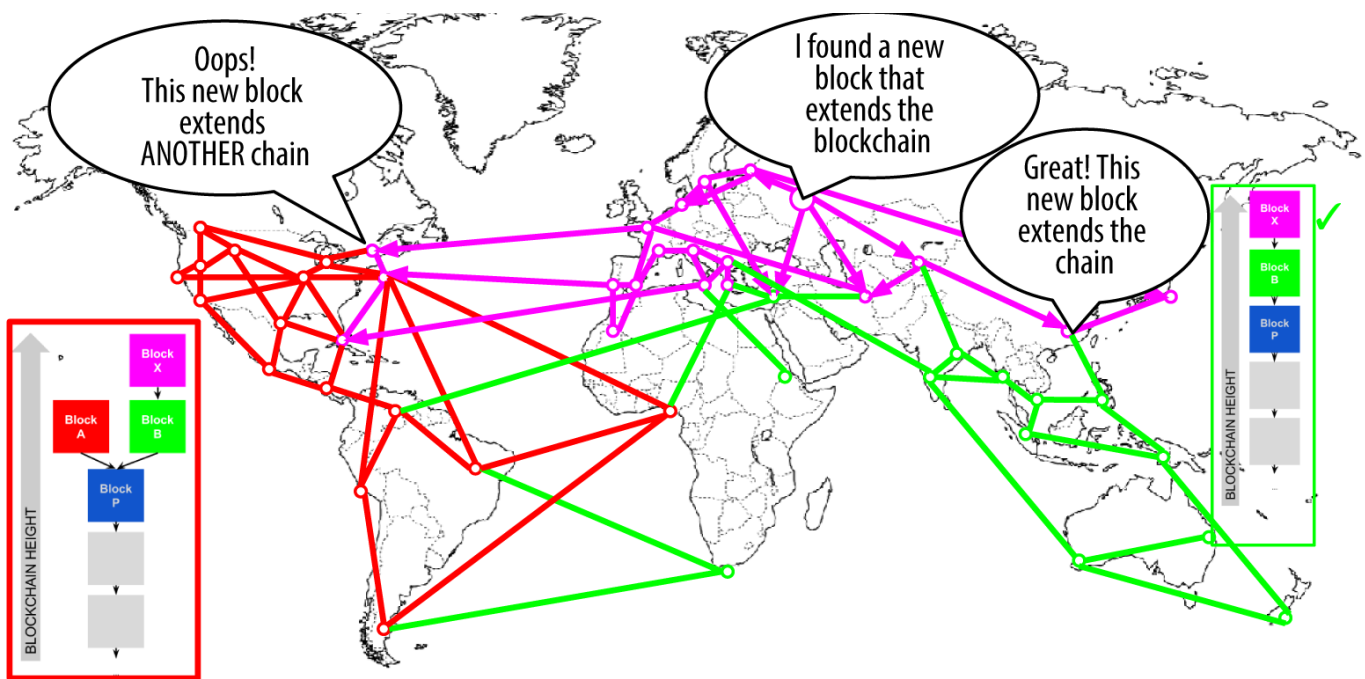 Oops!
This new block
extends
ANOTHER chain
I found a new
block that
extends the
blockchain
Great! This
new block
extends the
chain
BLOCKCHAIN HEIGHT
Block
X
Block
A
Block
B
Block
P
...
BLOCKCHAIN HEIGHT
Block
X
Block
B
Block
P
...